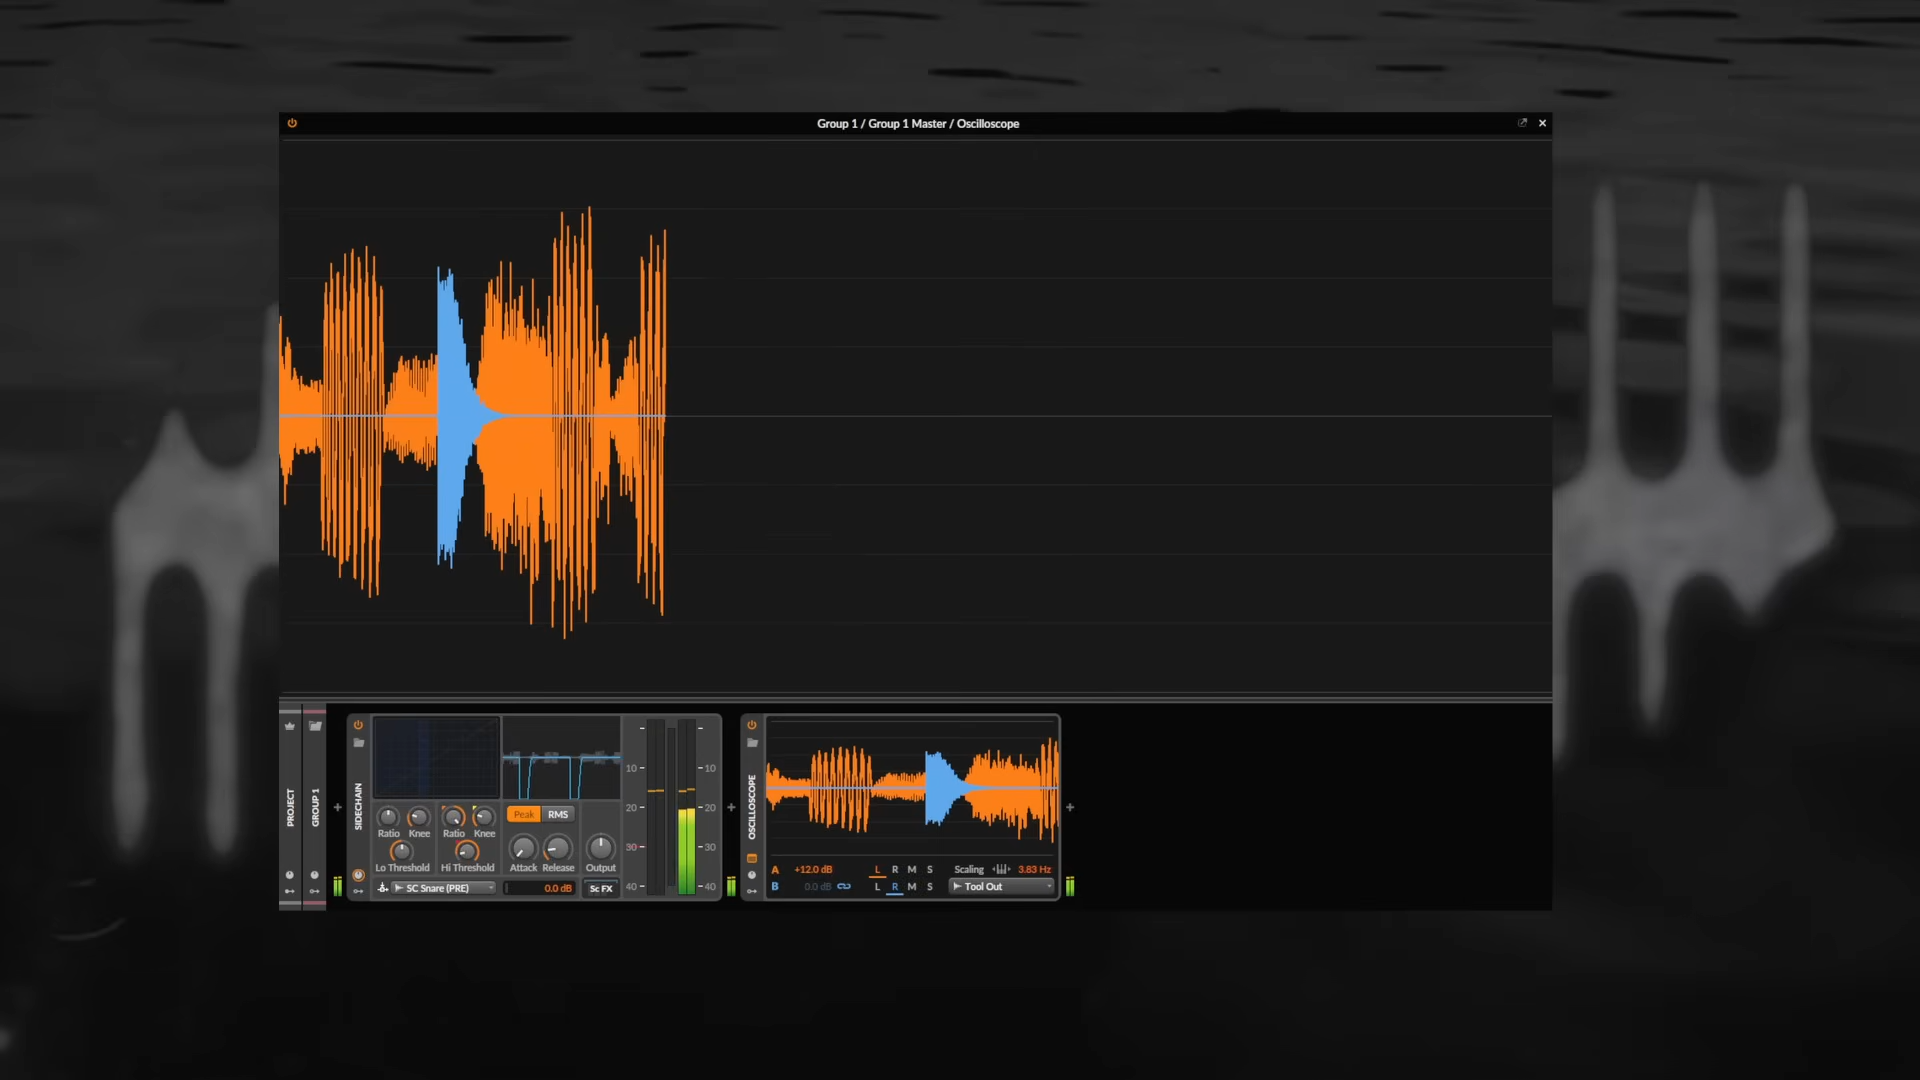 Group 1 / Group 1 Master / Oscilloscope
PROJECT
GROUP 1
SIDECHAIN
Ratio Knee Ratio Knee
Lo Threshold Hi Threshold
SC Snare (PRE)
Peak RMS
Attack Release Output
0.0 dB Sc FX
10 10
20 20
30 30
40 40
OSCILLOSCOPE
A +12.0 dB L R M S Scaling 3.83 Hz
B 0.0 dB L R M S Tool Out